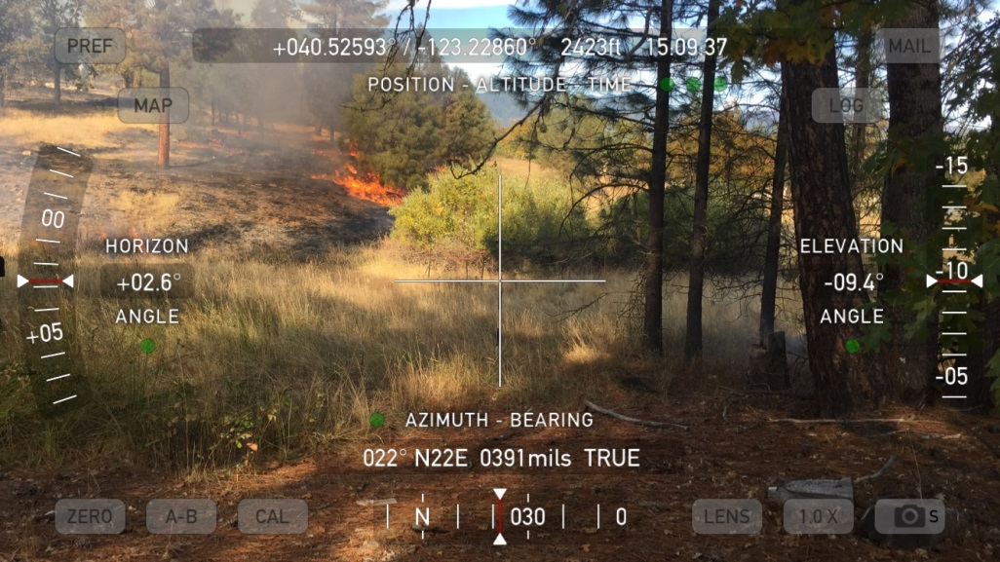 PREF
+040.52593° / -123.22860° 2423ft 15.09.37
MAIL
POSITION - ALTITUDE - TIME
MAP
LOG
-15
00
HORIZON
ELEVATION
+02.6°
-09.4°
-10
ANGLE
ANGLE
+05
-05
AZIMUTH - BEARING
022° N22E 0391mils TRUE
ZERO
A-B
CAL
N
030
0
LENS
1.0 X
S